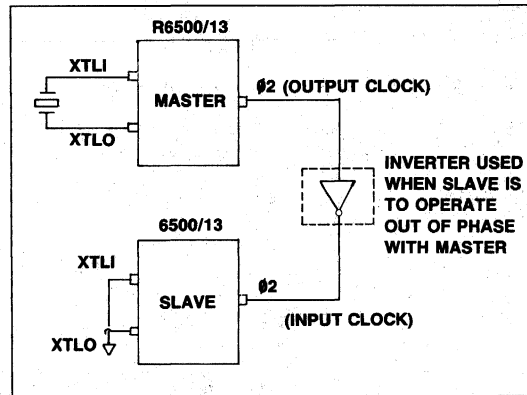 R6500/13
XTLI
MASTER
ø2 (OUTPUT CLOCK)
XTLO
INVERTER USED
WHEN SLAVE IS
TO OPERATE
OUT OF PHASE
WITH MASTER
6500/13
XTLI
SLAVE
ø2
(INPUT CLOCK)
XTLO